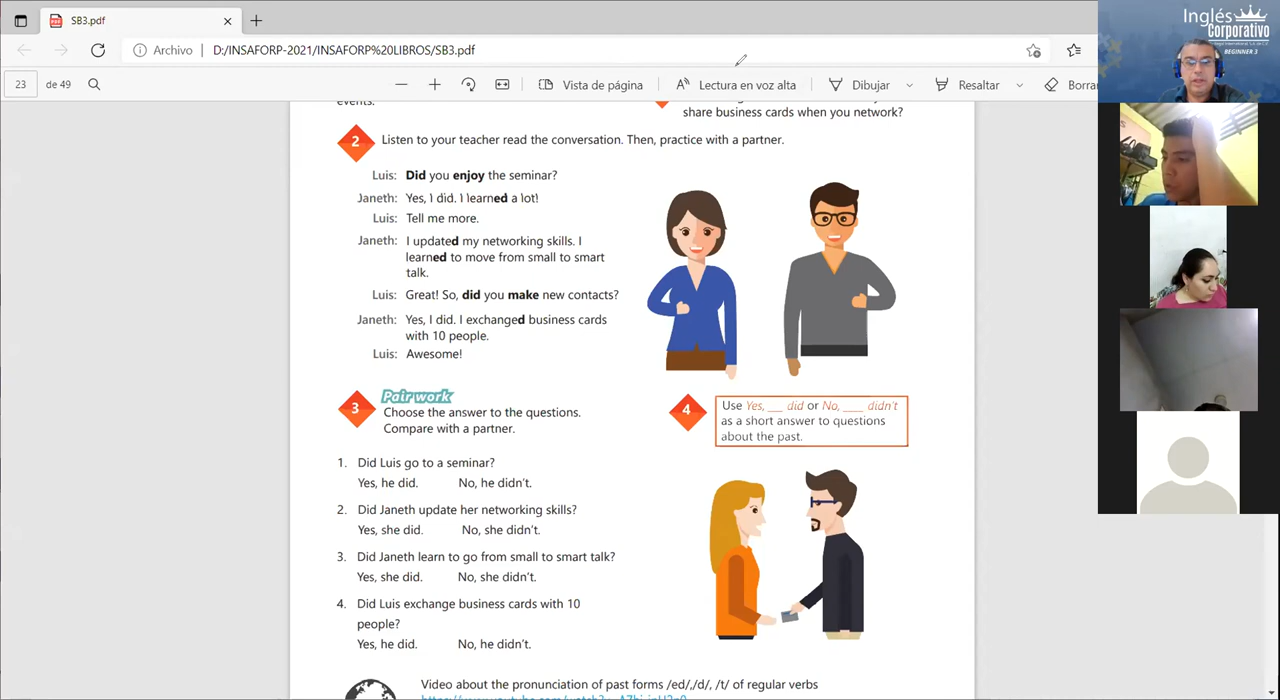 SB3.pdf
Archivo | D:/INSAFORP-2021/INSAFORP%20LIBROS/SB3.pdf
23 de 49
Vista de página
Lectura en voz alta
Dibujar
Resaltar
Borrar
Inglés
Corporativo
BEGINNER 3
events.
share business cards when you network?
2 Listen to your teacher read the conversation. Then, practice with a partner.
Luis: Did you enjoy the seminar?
Janeth: Yes, I did. I learned a lot!
Luis: Tell me more.
Janeth: I updated my networking skills. I
learned to move from small to smart
talk.
Luis: Great! So, did you make new contacts?
Janeth: Yes, I did. I exchanged business cards
with 10 people.
Luis: Awesome!
3 Pair work
Choose the answer to the questions.
Compare with a partner.
1. Did Luis go to a seminar?
Yes, he did. No, he didn't.
2. Did Janeth update her networking skills?
Yes, she did. No, she didn't.
3. Did Janeth learn to go from small to smart talk?
Yes, she did. No, she didn't.
4. Did Luis exchange business cards with 10
people?
Yes, he did. No, he didn't.
4 Use Yes, __ did or No, ___ didn't
as a short answer to questions
about the past.
Video about the pronunciation of past forms /ed/,/d/, /t/ of regular verbs